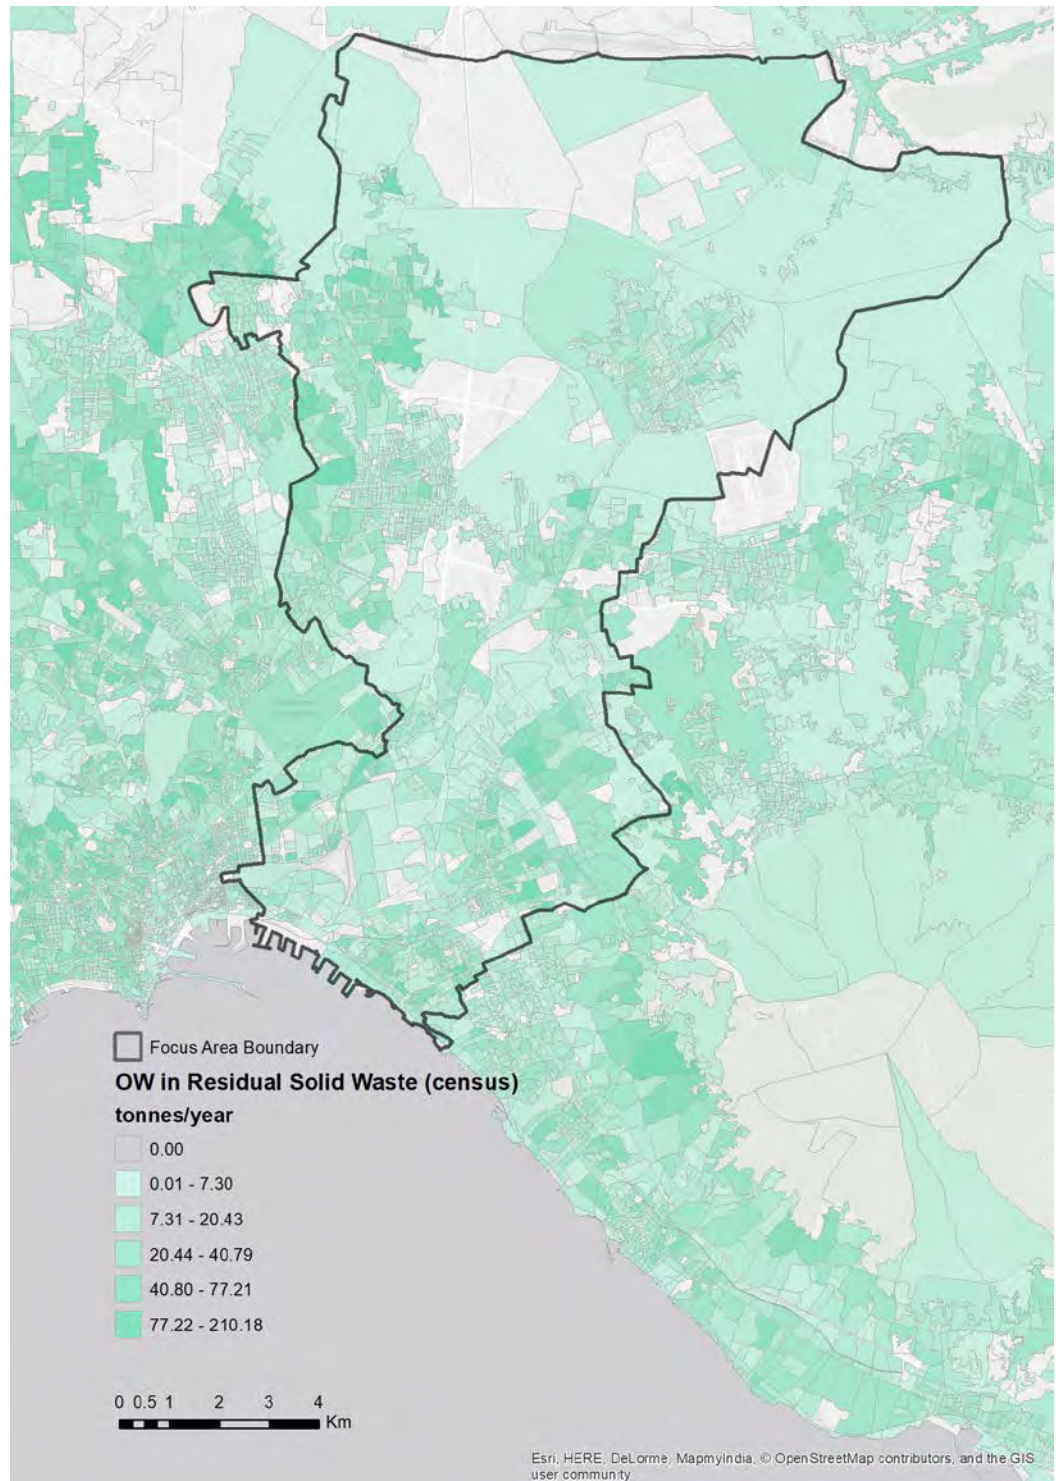 Focus Area Boundary
OW in Residual Solid Waste (census)
tonnes/year
0.00
0.01 - 7.30
7.31 - 20.43
20.44 - 40.79
40.80 - 77.21
77.22 - 210.18
0 0.5 1 2 3 4
Km
Esri, HERE, DeLorme, MapmyIndia, © OpenStreetMap contributors, and the GIS
user community